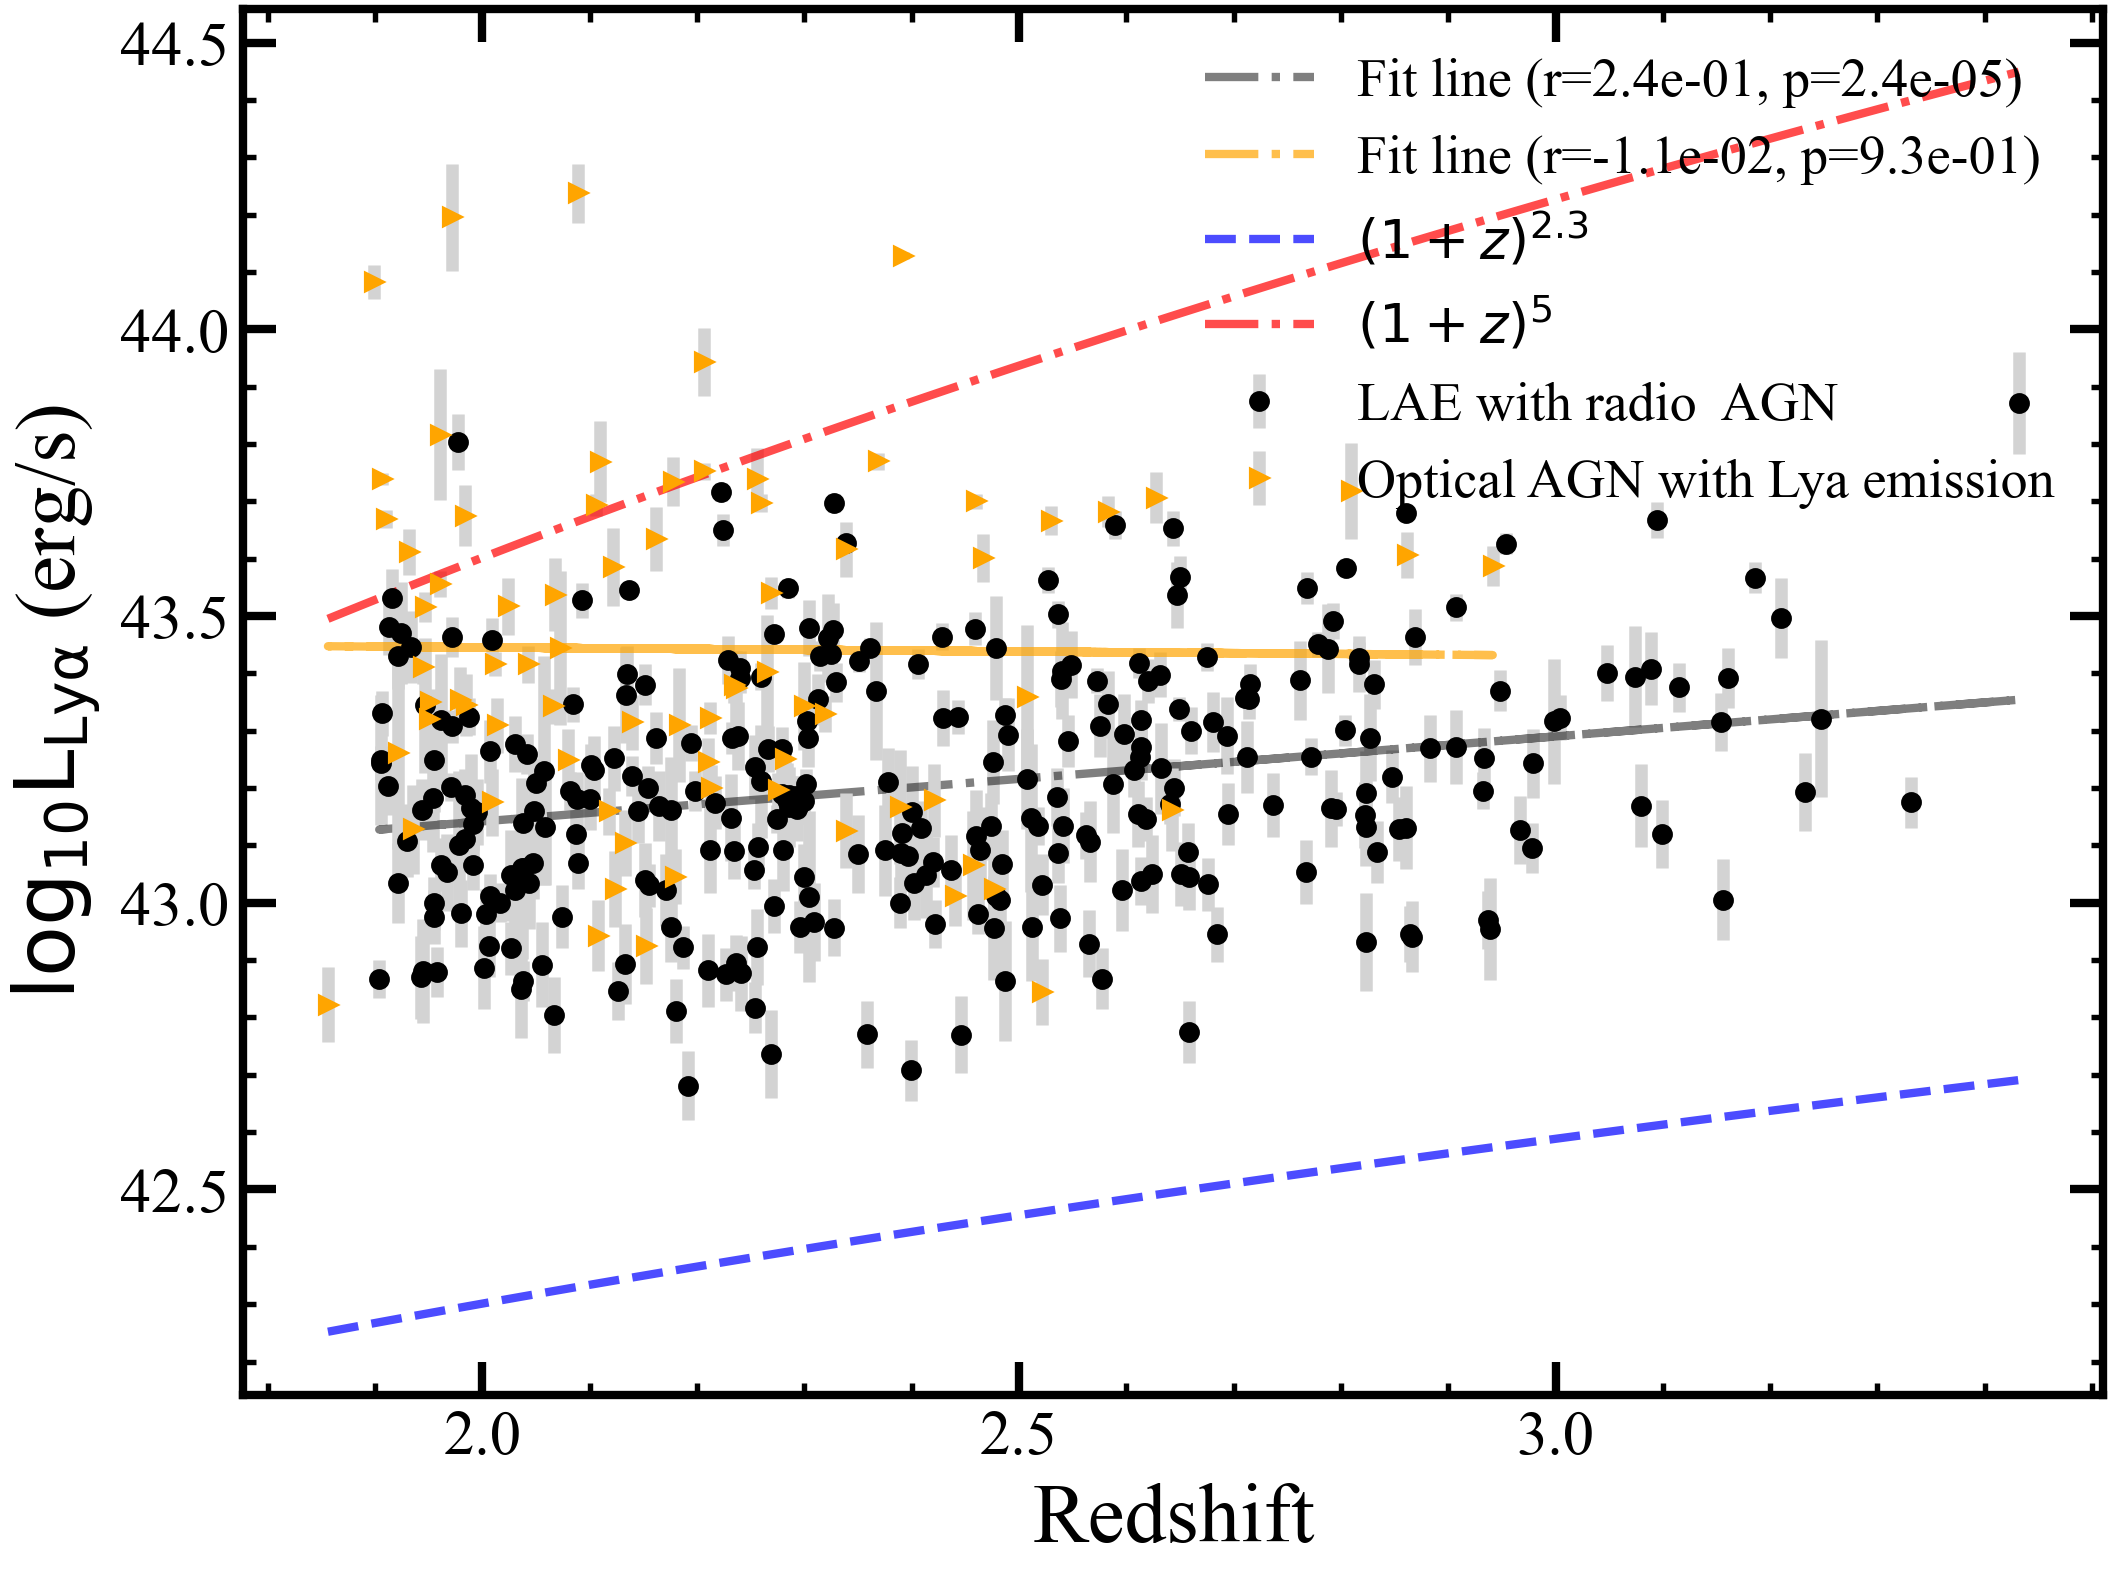 44.5
44.0
43.5
43.0
42.5
log10LLyα (erg/s)
Fit line (r=2.4e-01, p=2.4e-05)
Fit line (r=-1.1e-02, p=9.3e-01)
(1 + z)^2.3
(1 + z)^5
LAE with radio  AGN
Optical AGN with Lya emission
2.0 2.5 3.0
Redshift